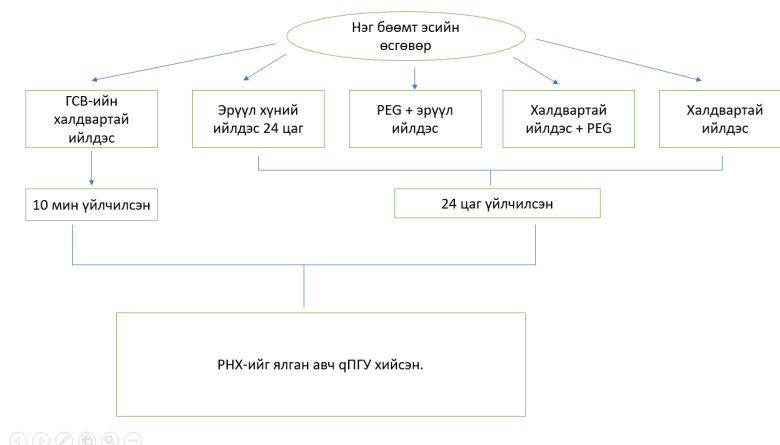 Нэг бөөмт эсийн
өсгөвөр
ГСВ-ийн
халдвартай
ийлдэс
Эрүүл хүний
ийлдэс 24 цаг
PEG + эрүүл
ийлдэс
Халдвартай
ийлдэс + PEG
Халдвартай
ийлдэс
10 мин үйлчилсэн
24 цаг үйлчилсэн
РНХ-ийг ялган авч qПГУ хийсэн.